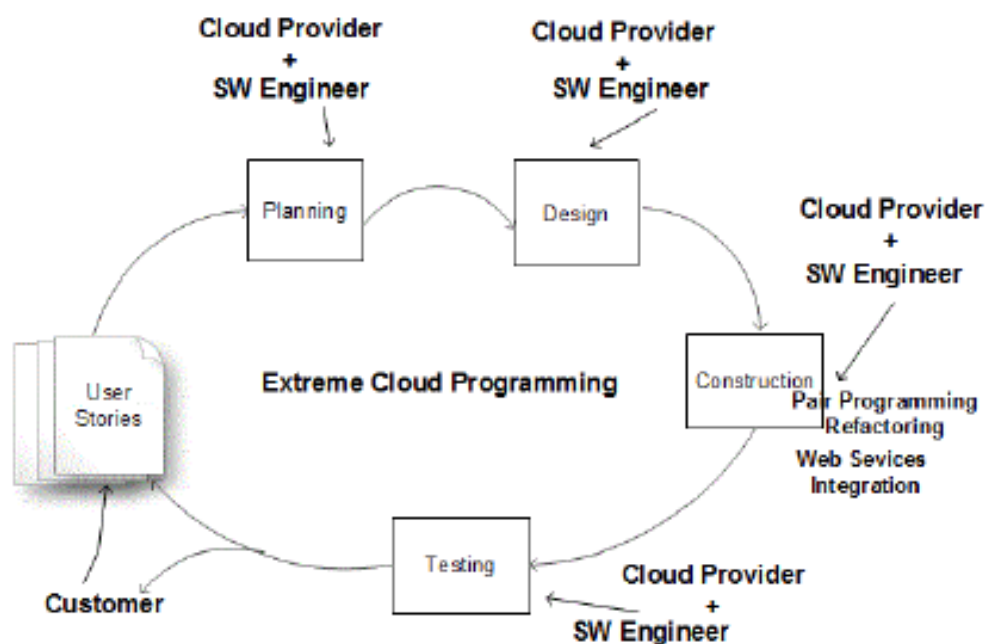 Cloud Provider
+
SW Engineer
Cloud Provider
+
SW Engineer
Planning
Design
Cloud Provider
+
SW Engineer
User
Stories
Extreme Cloud Programming
Construction
Pair Programming
Refactoring
Web Sevices
Integration
Testing
Customer
Cloud Provider
+
SW Engineer